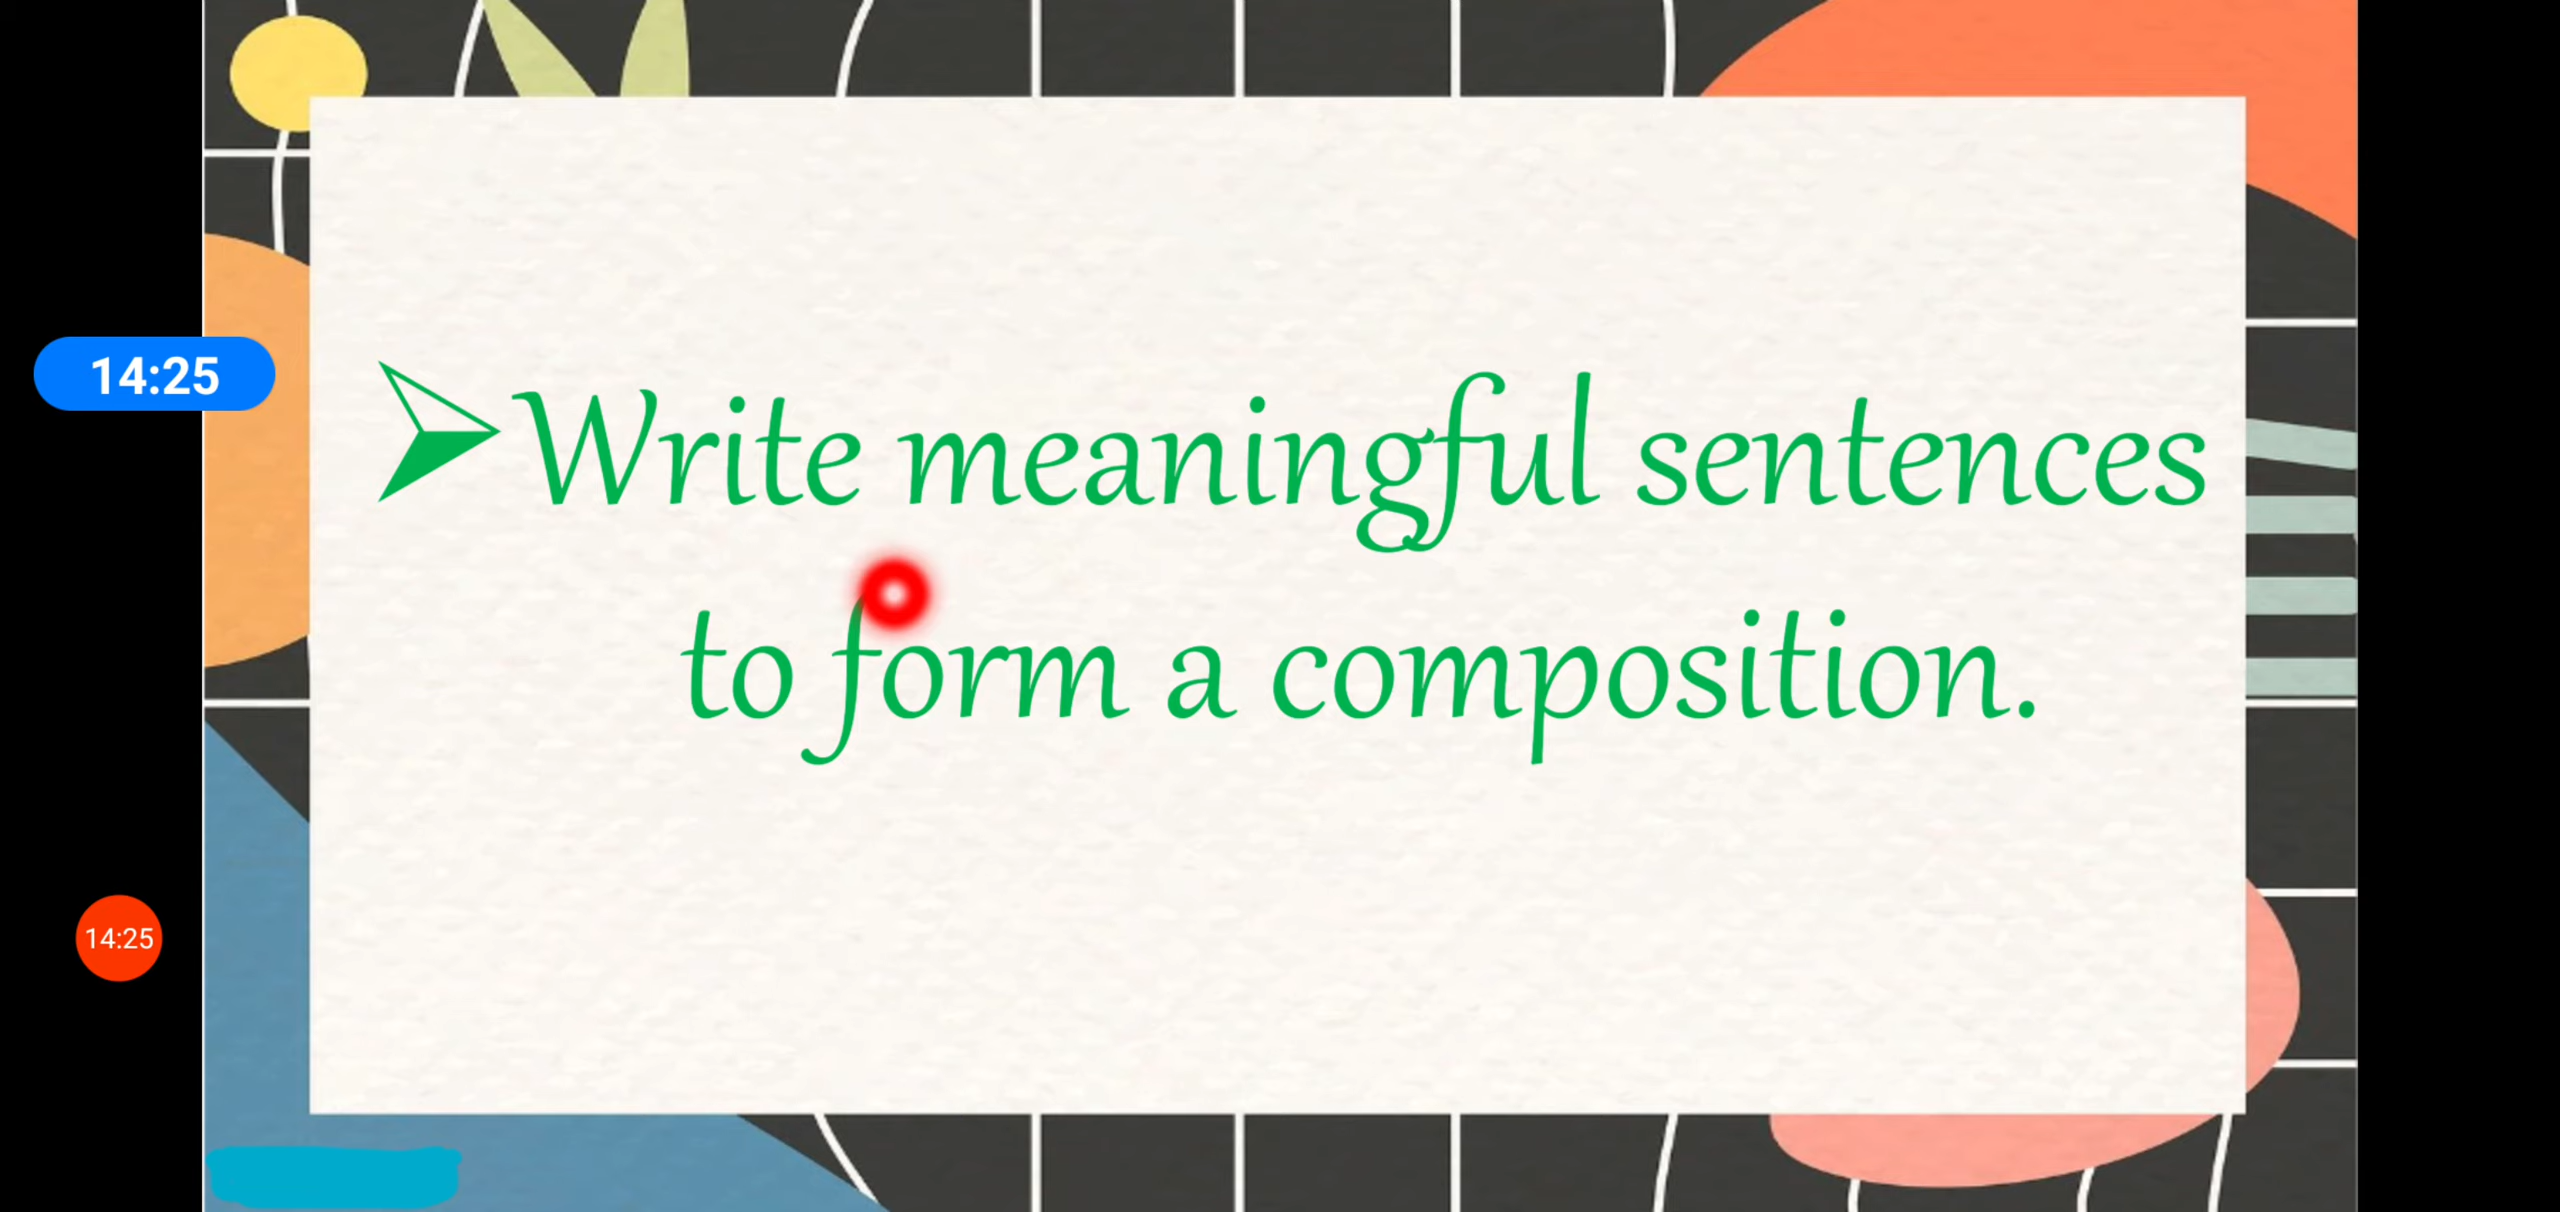 14:25
➢Write meaningful sentences
to form a composition.
14:25